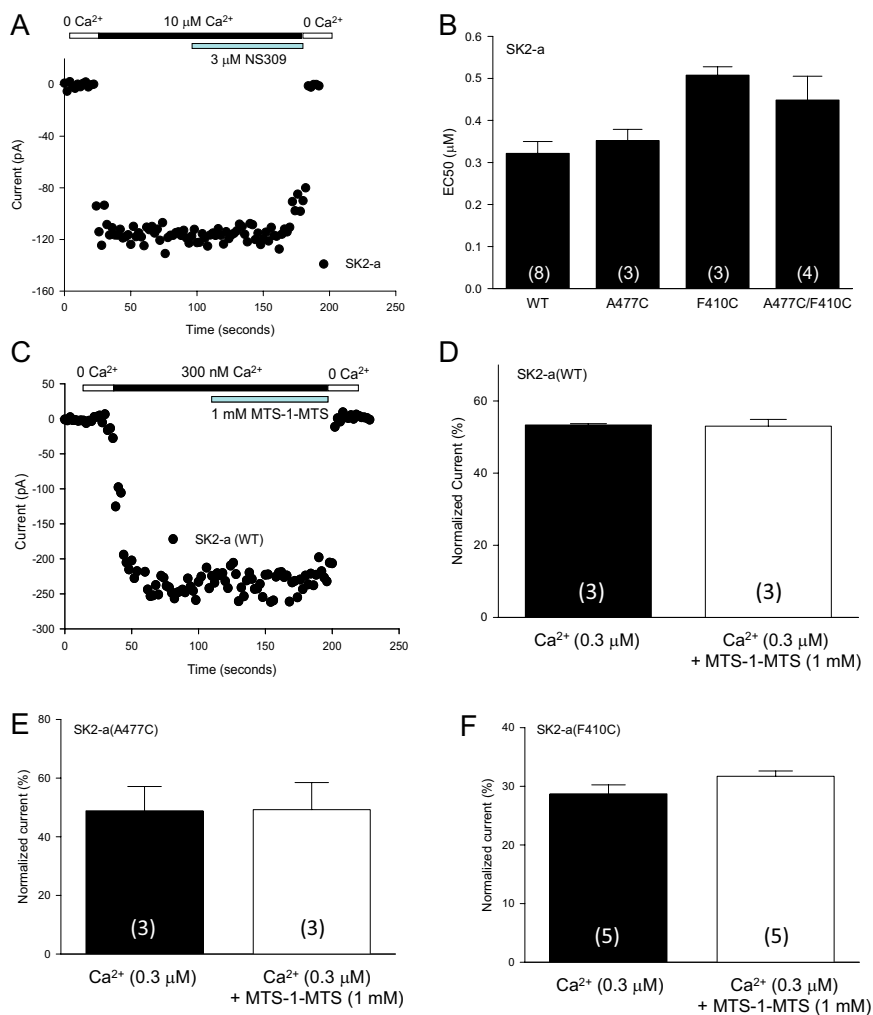 A
0 Ca²⁺ 10 μM Ca²⁺ 0 Ca²⁺
3 μM NS309
0
-40
-80
-120
-160
Current (pA)
SK2-a
0 50 100 150 200 250
Time (seconds)
B
SK2-a
0.6
0.5
0.4
0.3
0.2
0.1
0.0
EC50 (μM)
(8) (3) (3) (4)
WT A477C F410C A477C/F410C
C
0 Ca²⁺ 300 nM Ca²⁺ 0 Ca²⁺
1 mM MTS-1-MTS
50
0
-50
-100
-150
-200
-250
-300
Current (pA)
SK2-a (WT)
0 50 100 150 200 250
Time (seconds)
D
SK2-a(WT)
60
40
20
0
Normalized Current (%)
(3) (3)
Ca²⁺ (0.3 μM) Ca²⁺ (0.3 μM)
+ MTS-1-MTS (1 mM)
E
SK2-a(A477C)
80
60
40
20
0
Normalized current (%)
(3) (3)
Ca²⁺ (0.3 μM) Ca²⁺ (0.3 μM)
+ MTS-1-MTS (1 mM)
F
SK2-a(F410C)
40
30
20
10
0
Normalized current (%)
(5) (5)
Ca²⁺ (0.3 μM) Ca²⁺ (0.3 μM)
+ MTS-1-MTS (1 mM)